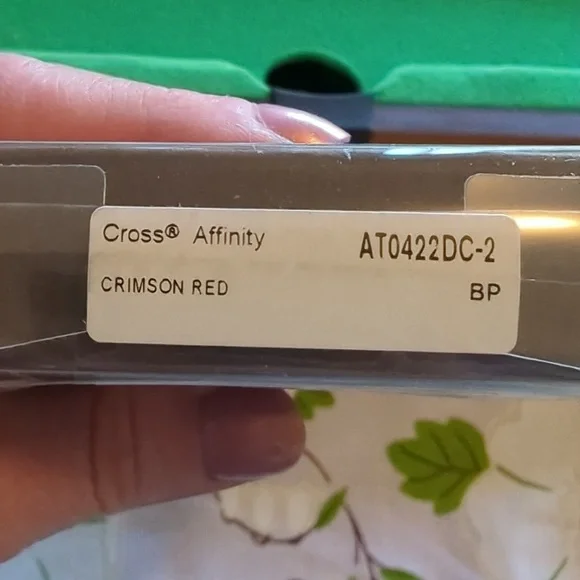 Cross® Affinity AT0422DC-2
CRIMSON RED BP